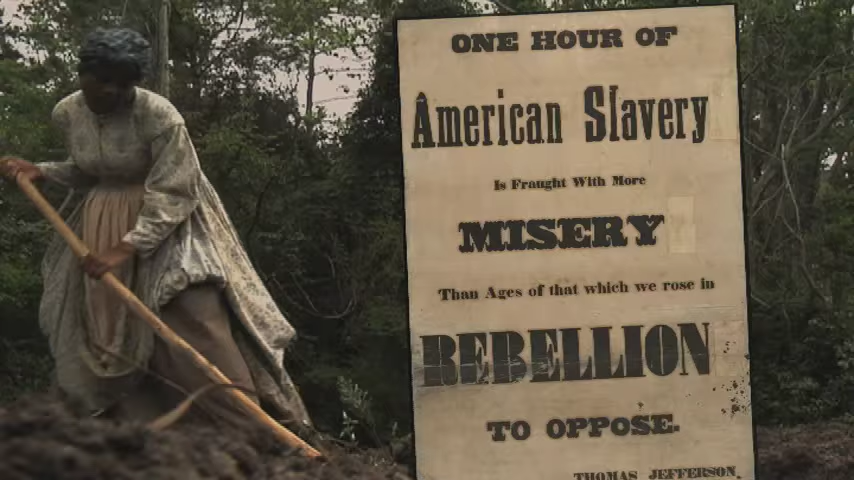 ONE HOUR OF
American Slavery
Is Fraught With More
MISERY
Than Ages of that which we rose in
REBELLION
TO OPPOSE.
THOMAS JEFFERSON.